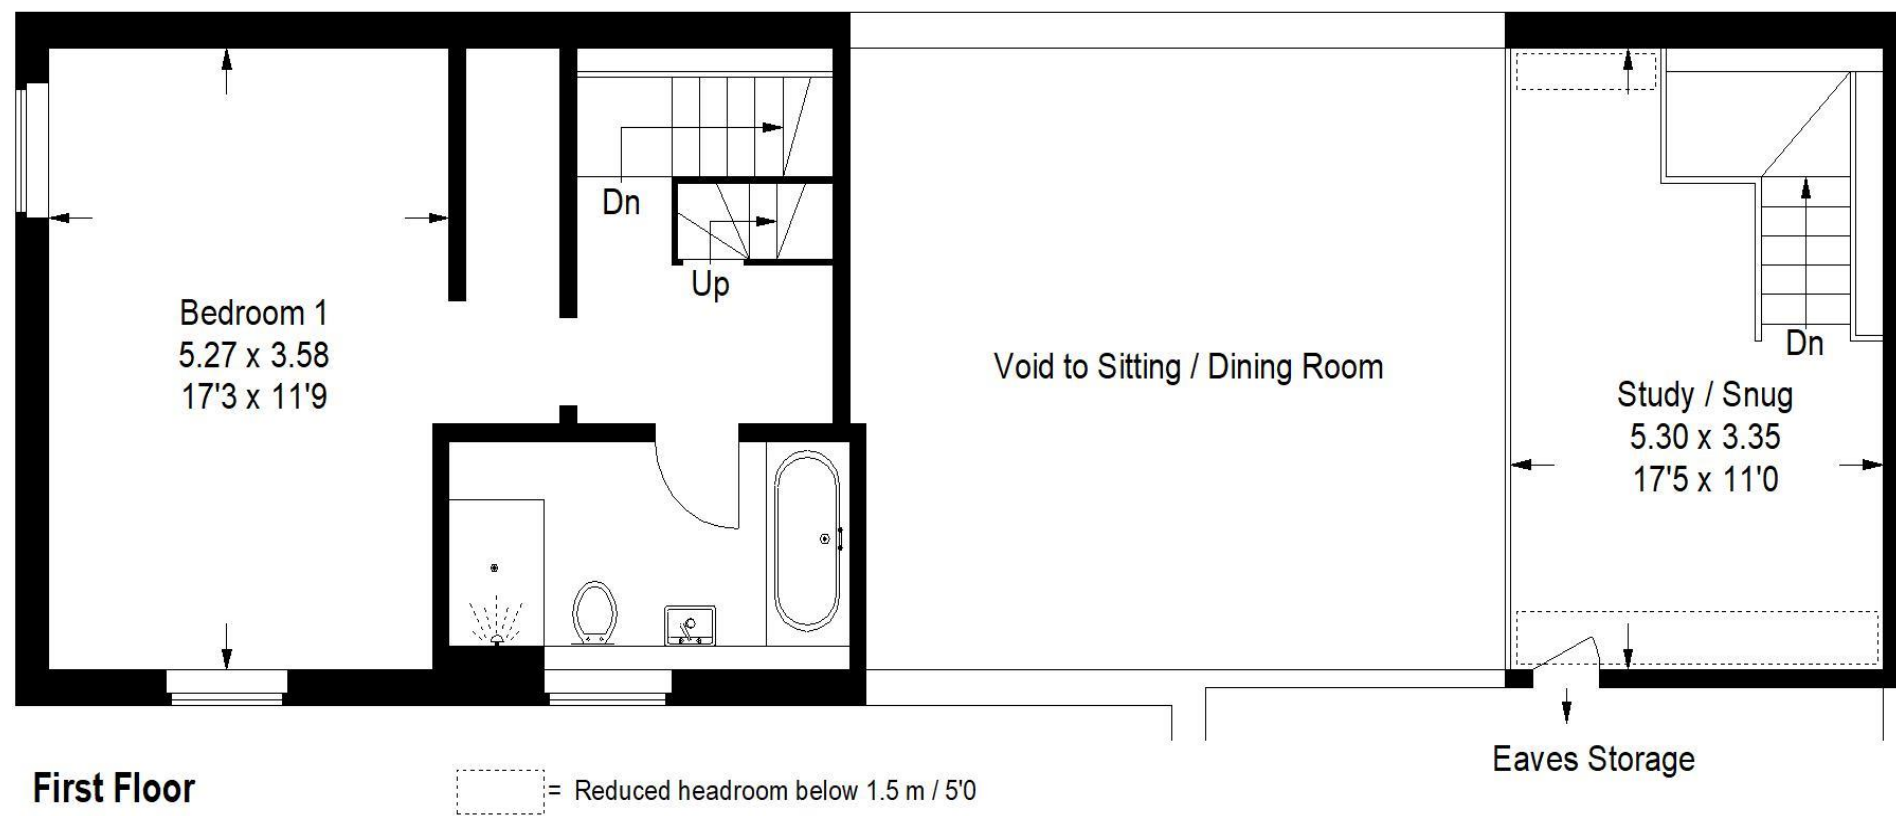 Dn
Up
Bedroom 1
5.27 x 3.58
17'3 x 11'9
Void to Sitting / Dining Room
Dn
Study / Snug
5.30 x 3.35
17'5 x 11'0
Eaves Storage
First Floor
= Reduced headroom below 1.5 m / 5'0